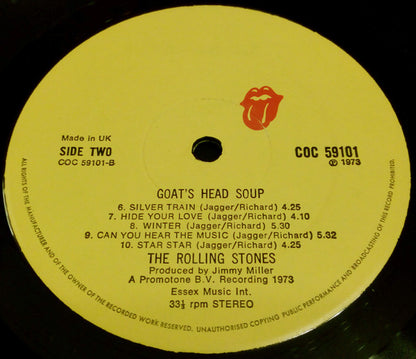 Made in UK
SIDE TWO
COC 59101-B
COC 59101
℗ 1973
GOAT'S HEAD SOUP
6. SILVER TRAIN (Jagger/Richard) 4.25
7. HIDE YOUR LOVE (Jagger/Richard) 4.10
8. WINTER (Jagger/Richard) 5.30
9. CAN YOU HEAR THE MUSIC (Jagger/Richard) 5.32
10. STAR STAR (Jagger/Richard) 4.25
THE ROLLING STONES
Produced by Jimmy Miller
A Promotone B.V. Recording 1973
Essex Music Int.
33⅓ rpm STEREO
ALL RIGHTS OF THE MANUFACTURER AND OF THE OWNER OF THE RECORDED WORK RESERVED. UNAUTHORISED COPYING PUBLIC PERFORMANCE AND BROADCASTING OF THIS RECORD PROHIBITED